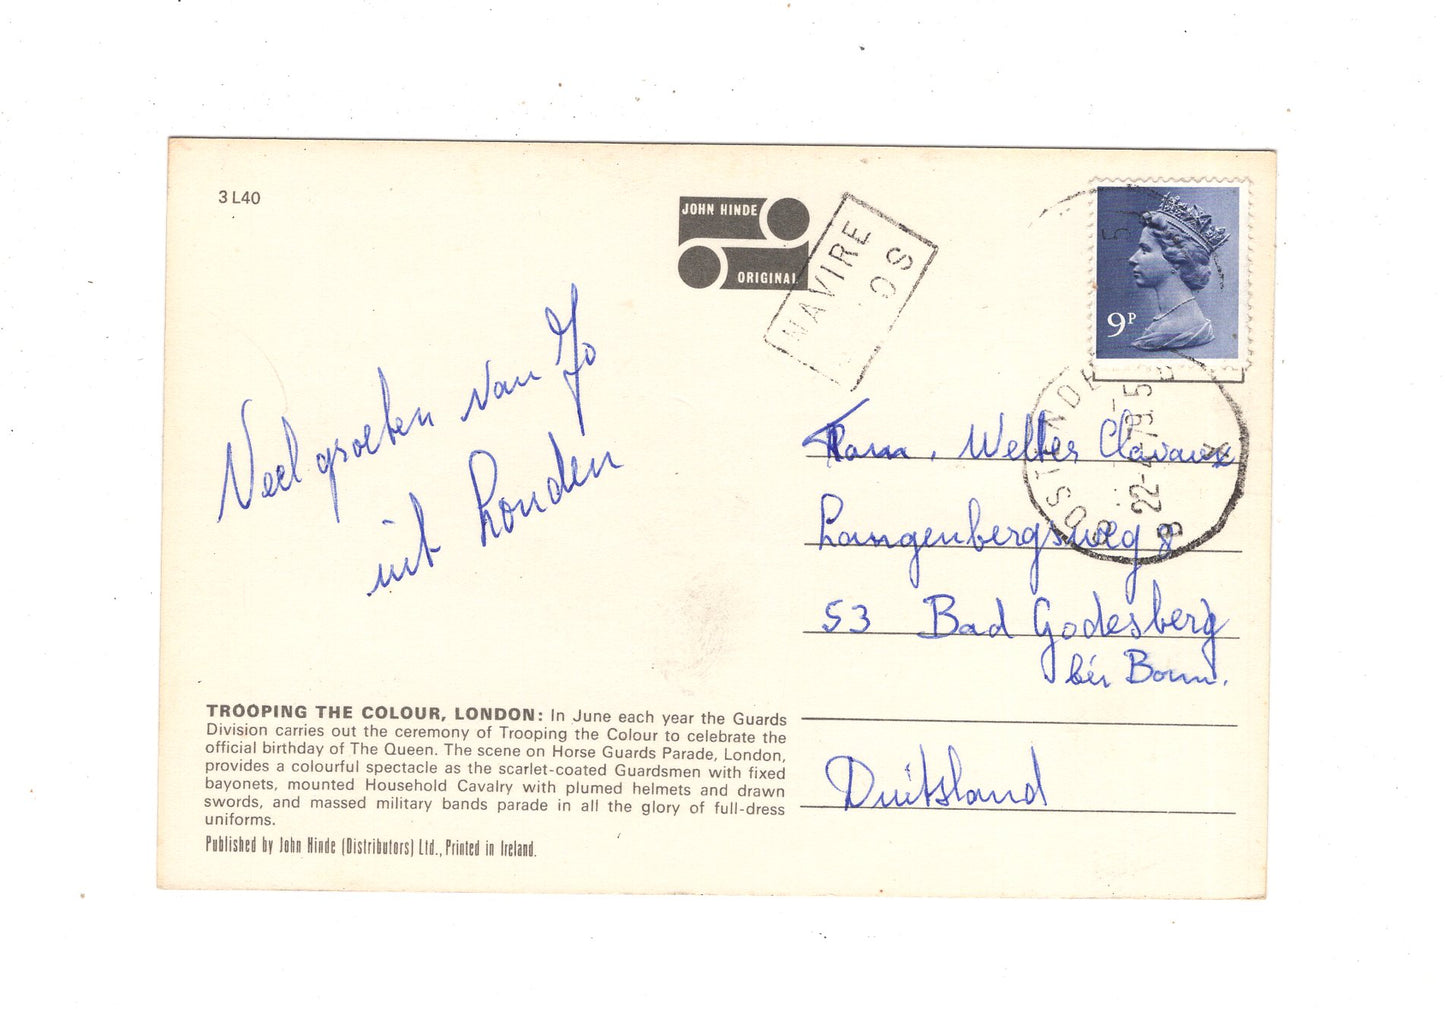 3 L40
JOHN HINDE
ORIGINAL
NAVIRE
OS
9P
OOSTENDE
22-4-79
B B
Veel groeten van Jo
uit Londen
Fam. Welter Clavaux
Langenbergsweg 8
53 Bad Godesberg
bei Bonn.
Duitsland
TROOPING THE COLOUR, LONDON: In June each year the Guards
Division carries out the ceremony of Trooping the Colour to celebrate the
official birthday of The Queen. The scene on Horse Guards Parade, London,
provides a colourful spectacle as the scarlet-coated Guardsmen with fixed
bayonets, mounted Household Cavalry with plumed helmets and drawn
swords, and massed military bands parade in all the glory of full-dress
uniforms.
Published by John Hinde (Distributors) Ltd., Printed in Ireland.